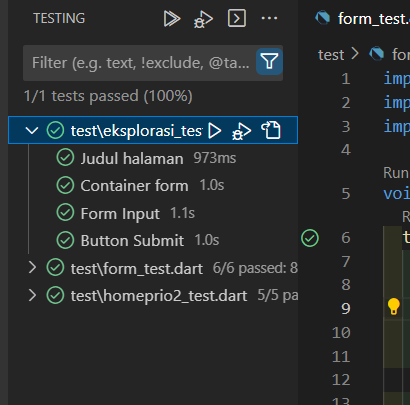 TESTING
Filter (e.g. text, !exclude, @ta...
1/1 tests passed (100%)
test\eksplorasi_tes
Judul halaman 973ms
Container form 1.0s
Form Input 1.1s
Button Submit 1.0s
test\form_test.dart 6/6 passed: 8
test\homeprio2_test.dart 5/5 pa
form_test.
test > fo
1 imp
2 imp
3 imp
4
Run
5 voi
R
6 t
7
8
9
10
11
12
13